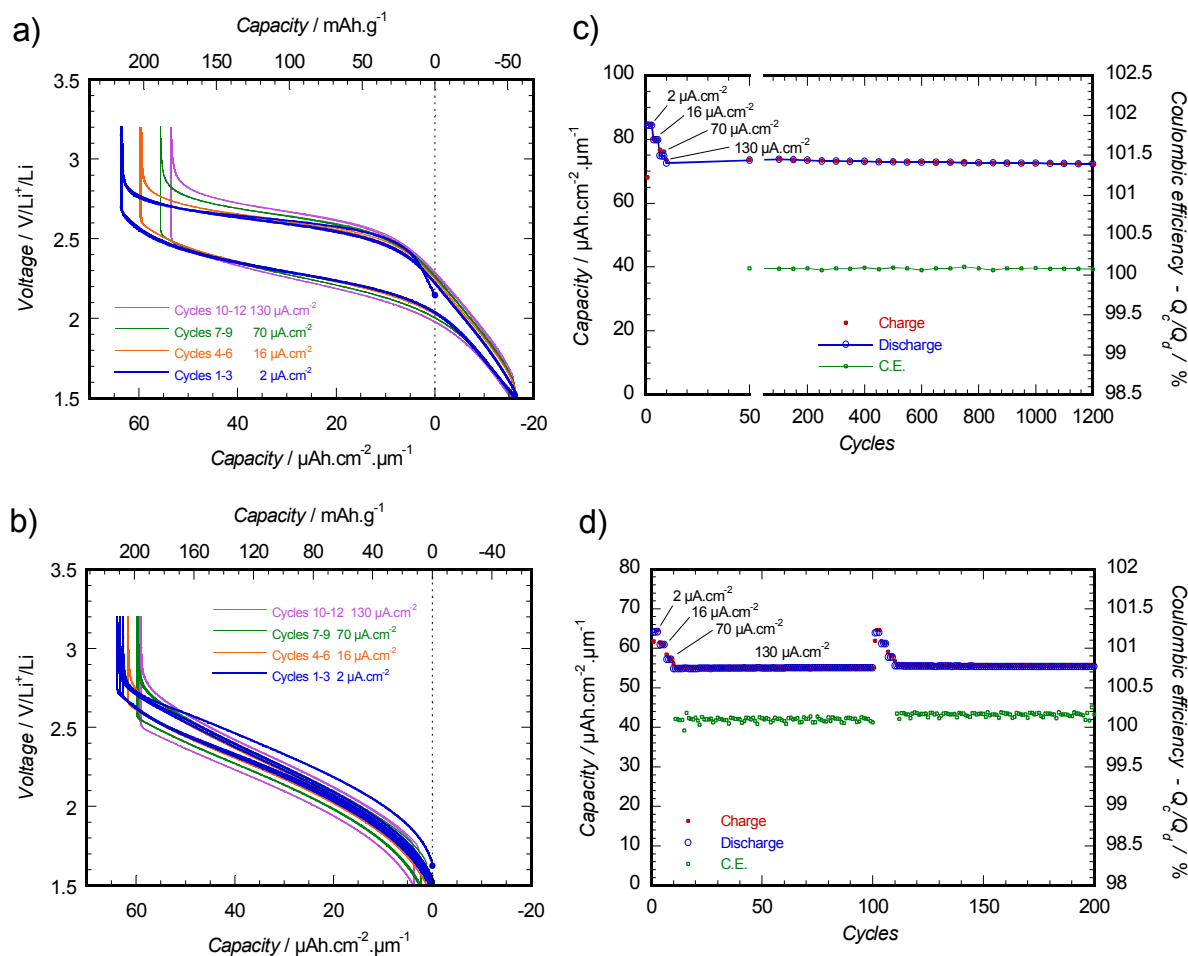 a)
Capacity / mAh.g⁻¹
200 150 100 50 0 -50
3.5
3
2.5
2
1.5
Voltage / V/Li⁺/Li
Cycles 10-12 130 µA.cm⁻²
Cycles 7-9 70 µA.cm⁻²
Cycles 4-6 16 µA.cm⁻²
Cycles 1-3 2 µA.cm⁻²
60 40 20 0 -20
Capacity / µAh.cm⁻².µm⁻¹
c)
100
80
60
40
20
0
Capacity / µAh.cm⁻².µm⁻¹
2 µA.cm⁻²
16 µA.cm⁻²
70 µA.cm⁻²
130 µA.cm⁻²
Charge
Discharge
C.E.
0 50 200 400 600 800 1000 1200
Cycles
102.5
102
101.5
101
100.5
100
99.5
99
98.5
Coulombic efficiency - Q_c/Q_d / %
b)
Capacity / mAh.g⁻¹
200 160 120 80 40 0 -40
3.5
3
2.5
2
1.5
Voltage / V/Li⁺/Li
Cycles 10-12 130 µA.cm⁻²
Cycles 7-9 70 µA.cm⁻²
Cycles 4-6 16 µA.cm⁻²
Cycles 1-3 2 µA.cm⁻²
60 40 20 0 -20
Capacity / µAh.cm⁻².µm⁻¹
d)
80
70
60
50
40
30
20
10
0
Capacity / µAh.cm⁻².µm⁻¹
2 µA.cm⁻²
16 µA.cm⁻²
70 µA.cm⁻²
130 µA.cm⁻²
Charge
Discharge
C.E.
0 50 100 150 200
Cycles
102
101.5
101
100.5
100
99.5
99
98.5
98
Coulombic efficiency - Q_c/Q_d / %